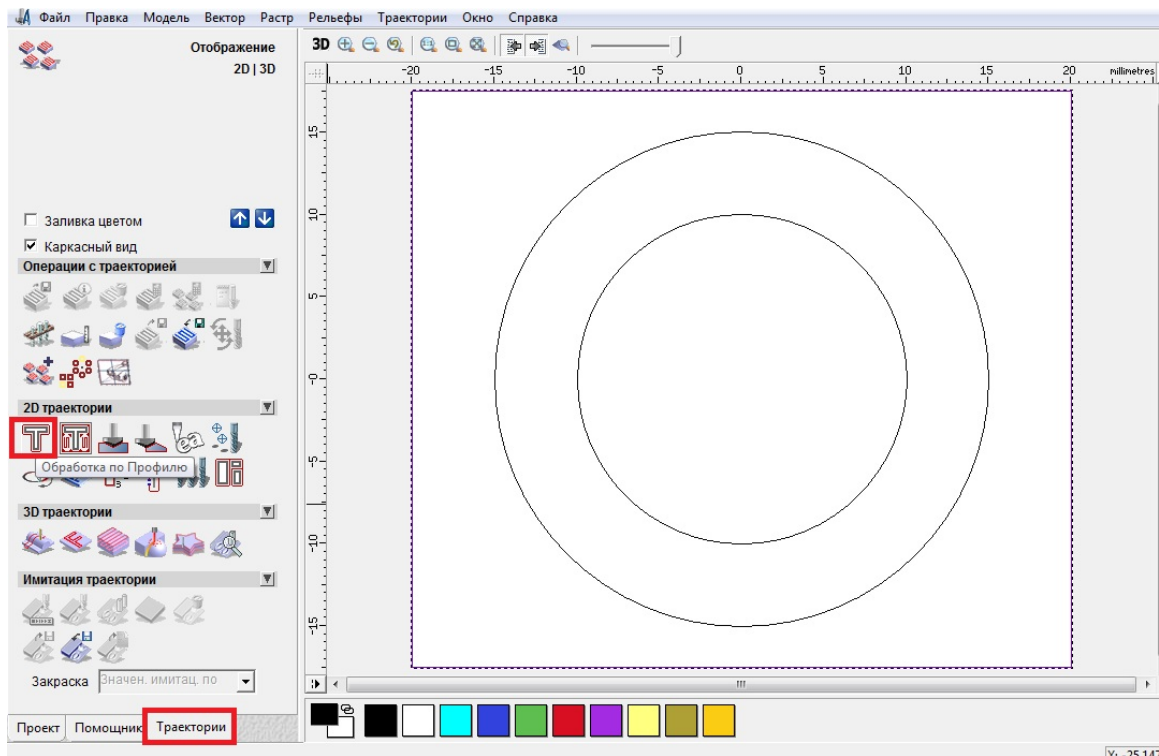 Файл Правка Модель Вектор Растр Рельефы Траектории Окно Справка
Отображение
2D | 3D
3D
-20 -15 -10 -5 0 5 10 15 20 millimetres
15
10
5
0
-5
-10
-15
Заливка цветом
Каркасный вид
Операции с траекторией
2D траектории
Обработка по Профилю
3D траектории
Имитация траектории
Закраска Значен. имитац. по
Проект Помощник Траектории